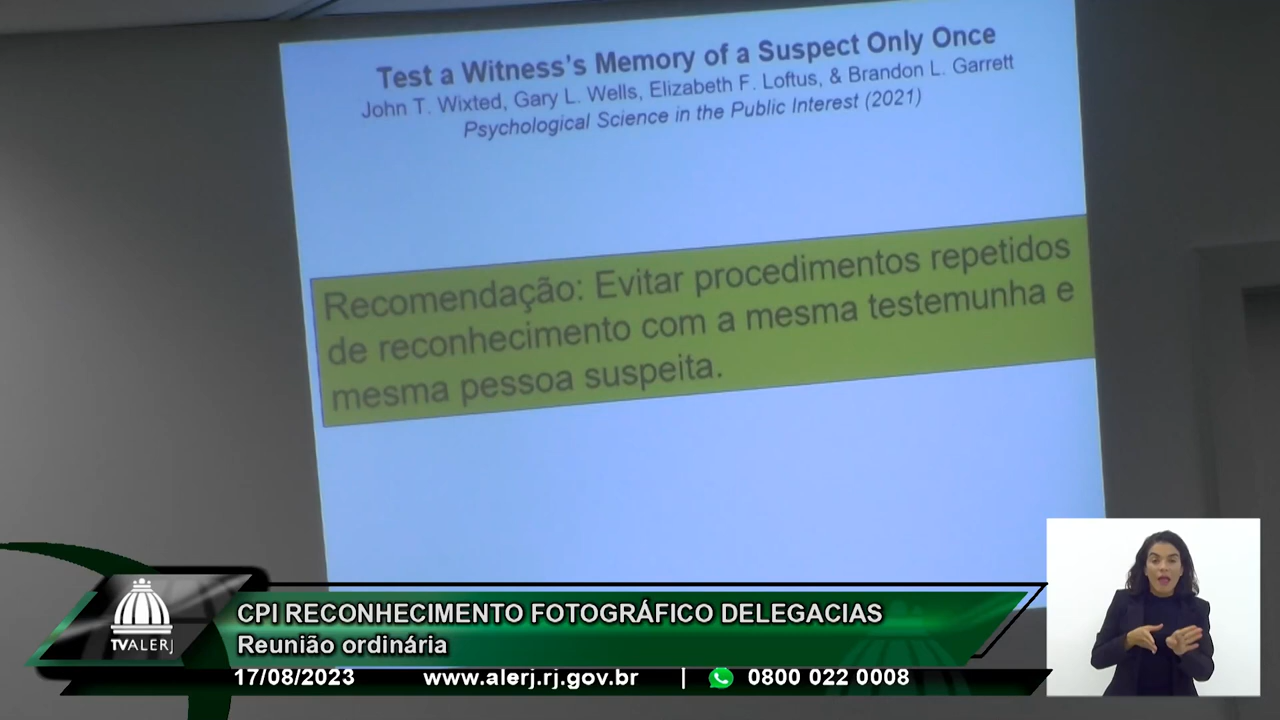 Test a Witness's Memory of a Suspect Only Once
John T. Wixted, Gary L. Wells, Elizabeth F. Loftus, & Brandon L. Garrett
Psychological Science in the Public Interest (2021)
Recomendação: Evitar procedimentos repetidos
de reconhecimento com a mesma testemunha e
mesma pessoa suspeita.
CPI RECONHECIMENTO FOTOGRÁFICO DELEGACIAS
Reunião ordinária
TVALERJ
17/08/2023 www.alerj.rj.gov.br | 0800 022 0008